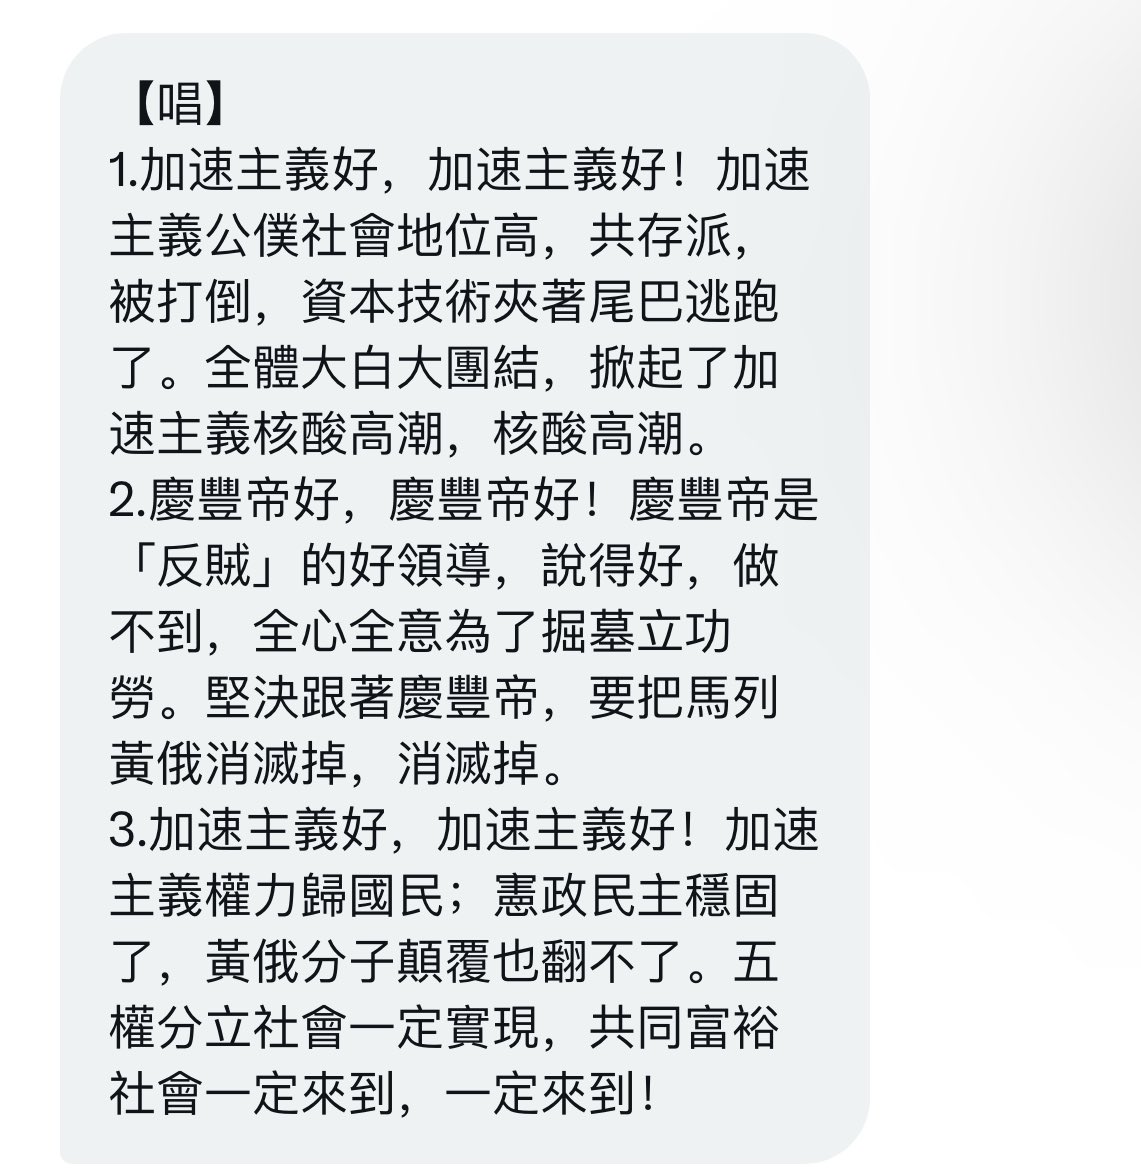 【唱】
1.加速主義好，加速主義好！加速
主義公僕社會地位高，共存派，
被打倒，資本技術夾著尾巴逃跑
了。全體大白大團結，掀起了加
速主義核酸高潮，核酸高潮。
2.慶豐帝好，慶豐帝好！慶豐帝是
「反賊」的好領導，說得好，做
不到，全心全意為了掘墓立功
勞。堅決跟著慶豐帝，要把馬列
黃俄消滅掉，消滅掉。
3.加速主義好，加速主義好！加速
主義權力歸國民；憲政民主穩固
了，黃俄分子顛覆也翻不了。五
權分立社會一定實現，共同富裕
社會一定來到，一定來到！